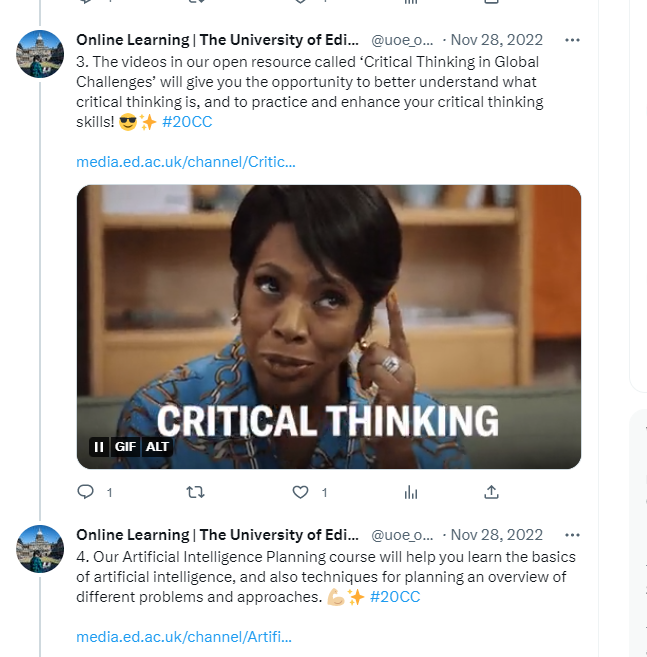 Online Learning | The University of Edi... @uoe_o... · Nov 28, 2022 ···
3. The videos in our open resource called ‘Critical Thinking in Global
Challenges’ will give you the opportunity to better understand what
critical thinking is, and to practice and enhance your critical thinking
skills! 😎✨ #20CC
media.ed.ac.uk/channel/Critic...
CRITICAL THINKING
GIF ALT
1 1
Online Learning | The University of Edi... @uoe_o... · Nov 28, 2022 ···
4. Our Artificial Intelligence Planning course will help you learn the basics
of artificial intelligence, and also techniques for planning an overview of
different problems and approaches. 💪🏼✨ #20CC
media.ed.ac.uk/channel/Artifi...